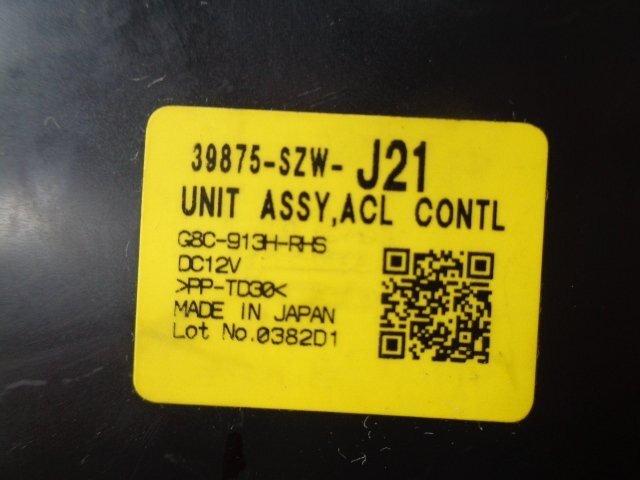 39875-SZW-J21
UNIT ASSY,ACL CONTL
G8C-913H-RHS
DC12V
>PP-TD30<
MADE IN JAPAN
Lot No.0382D1